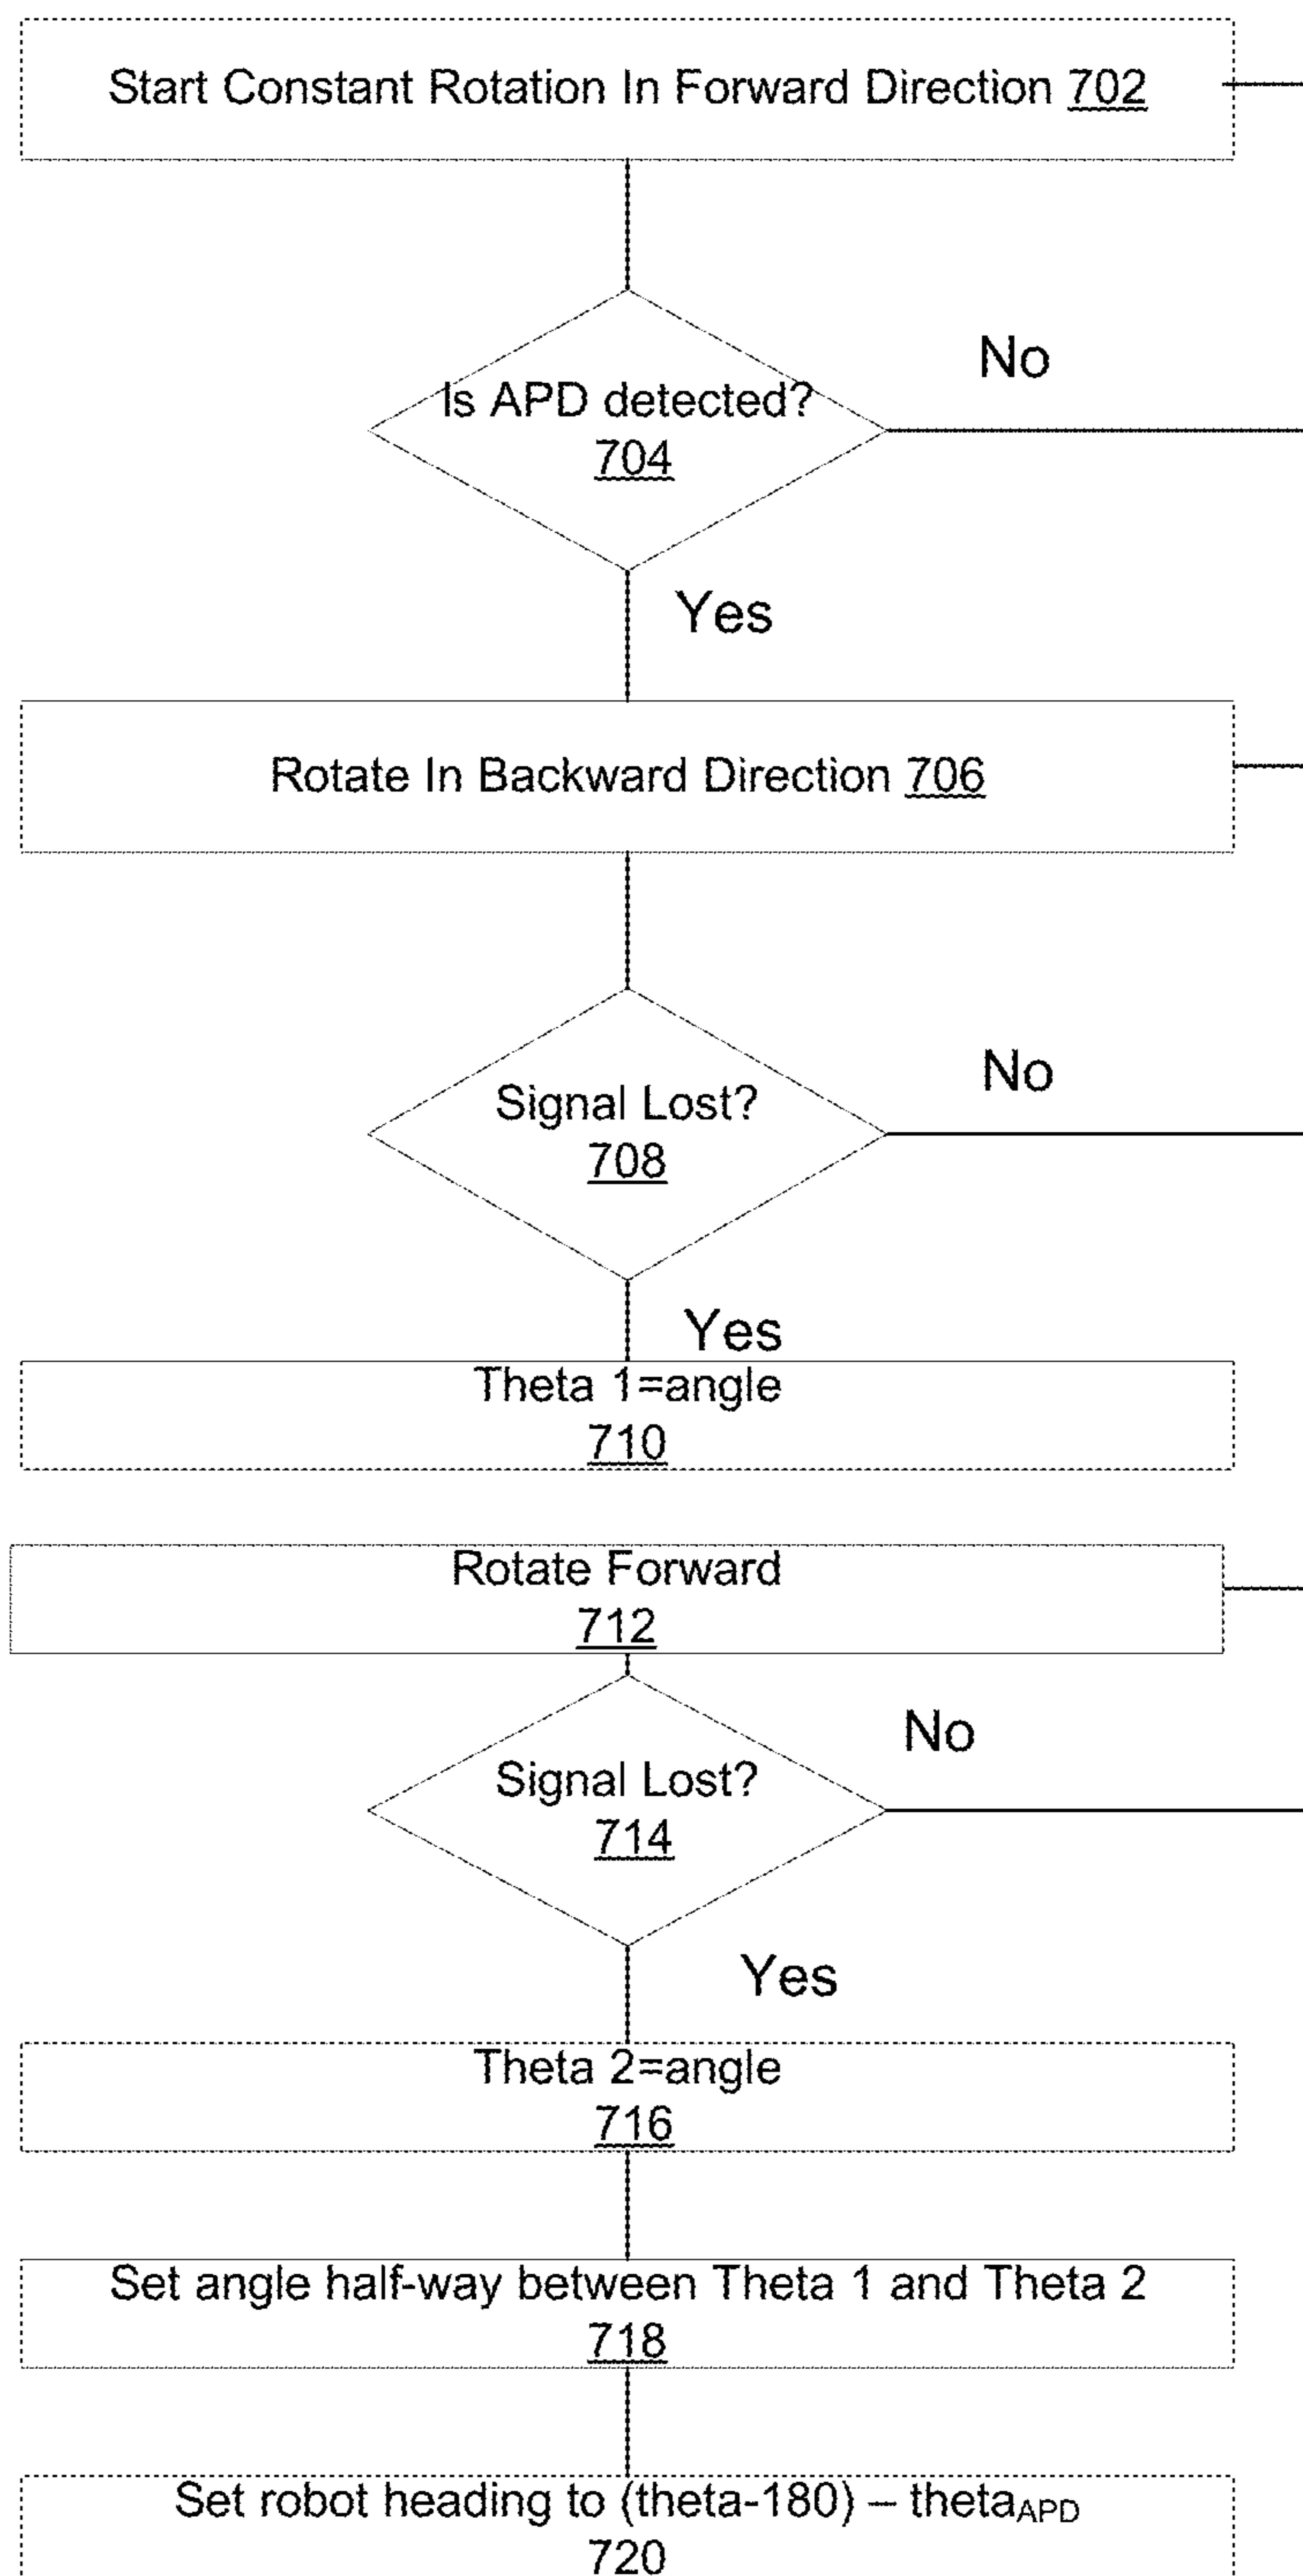 Start Constant Rotation In Forward Direction 702
Is APD detected?
704
No
Yes
Rotate In Backward Direction 706
Signal Lost?
708
No
Yes
Theta 1=angle
710
Rotate Forward
712
Signal Lost?
714
No
Yes
Theta 2=angle
716
Set angle half-way between Theta 1 and Theta 2
718
Set robot heading to (theta-180) – thetaAPD
720